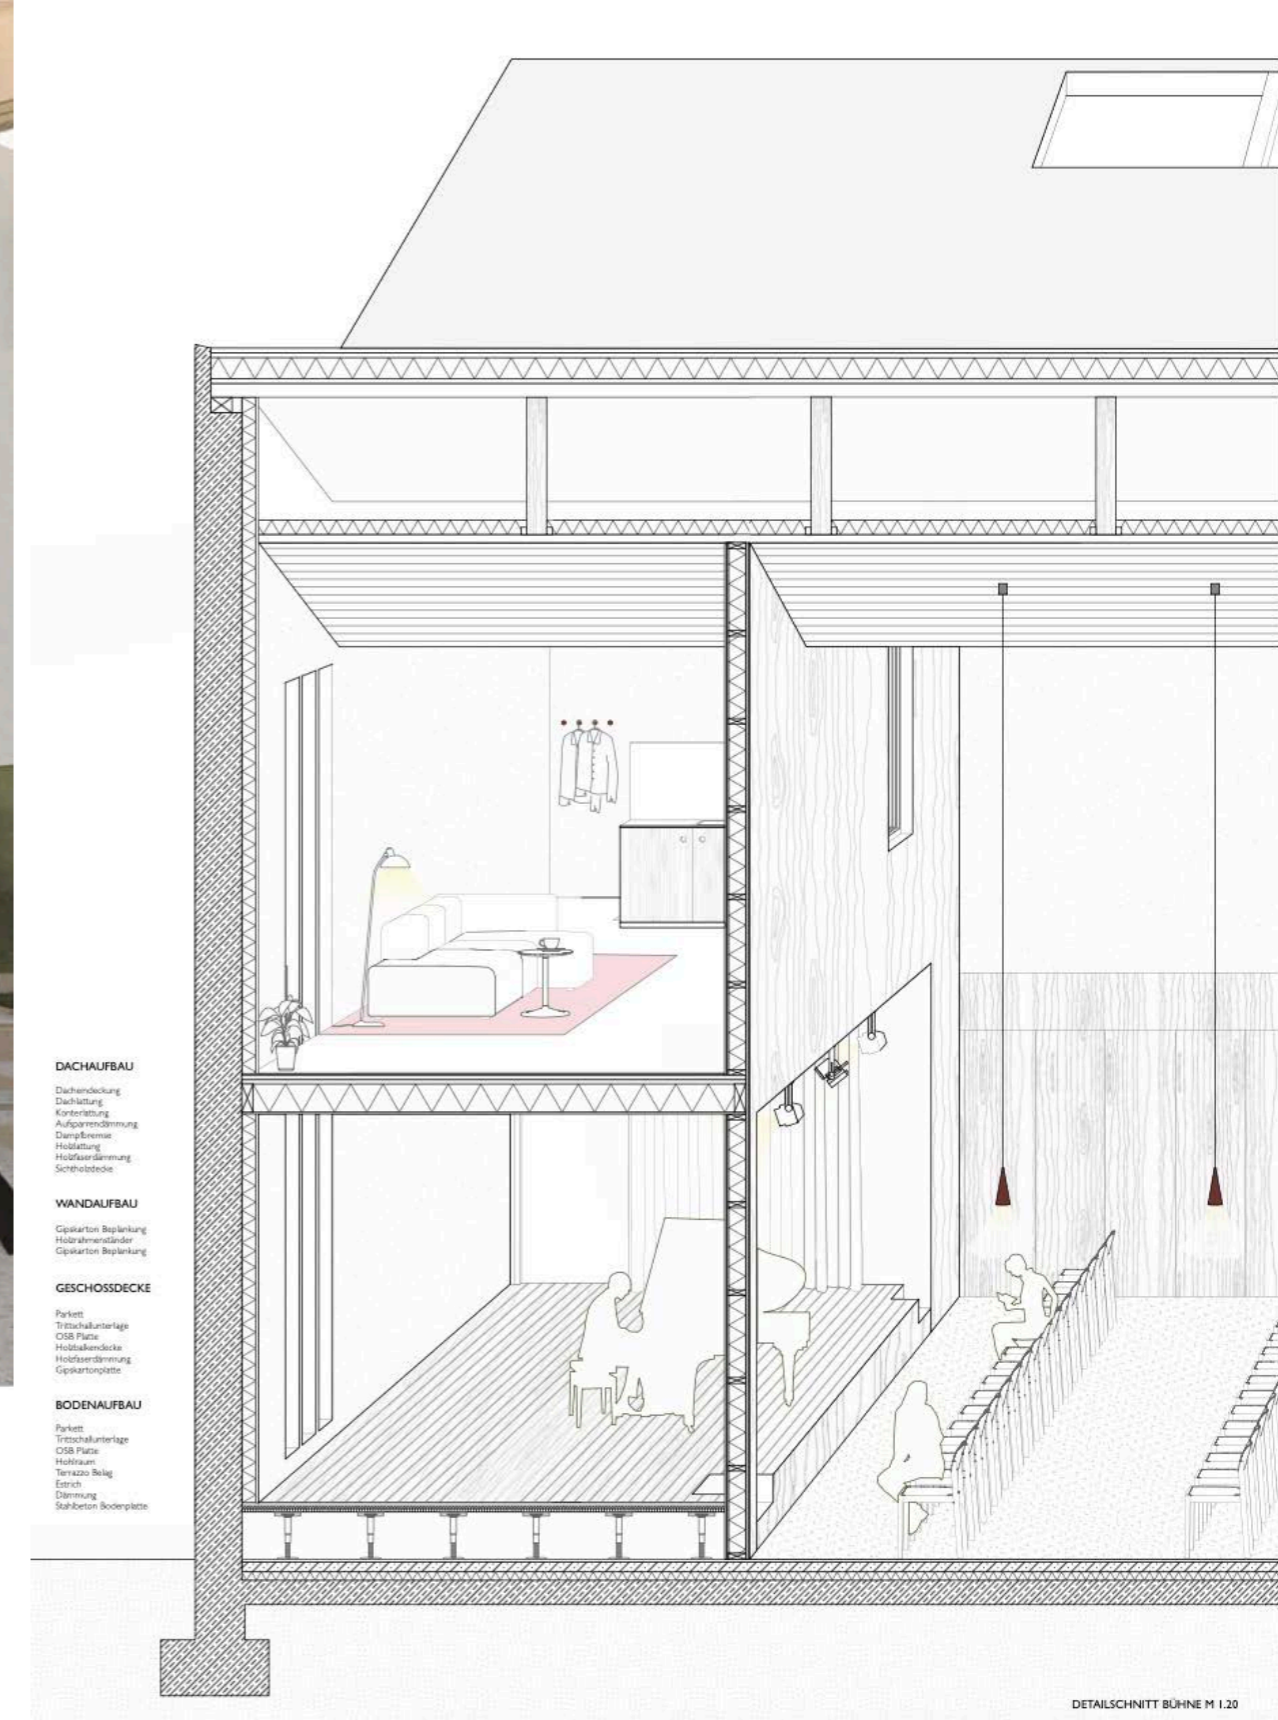 DACHAUFBAU
Dacheindeckung
Dachlattung
Konterlattung
Aufsparrendämmung
Dampfbremse
Holzlattung
Holzfaserdämmung
Sichtholzdecke
WANDAUFBAU
Gipskarton Beplankung
Holzrahmenständer
Gipskarton Beplankung
GESCHOSSDECKE
Parkett
Trittschallunterlage
OSB Platte
Holzbalkendecke
Holzfaserdämmung
Gipskartonplatte
BODENAUFBAU
Parkett
Trittschallunterlage
OSB Platte
Hohlraum
Terrazzo Belag
Estrich
Dämmung
Stahlbeton Bodenplatte
DETAILSCHNITT BÜHNE M 1.20